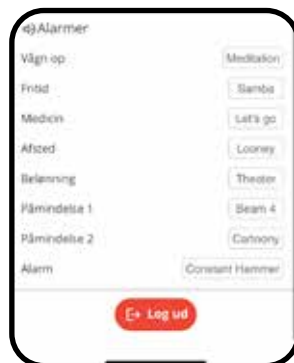 Alarmer
Vågn op Meditation
Fritid Samba
Medicin Let's go
Afsted Looney
Belønning Theater
Påmindelse 1 Beam 4
Påmindelse 2 Cartoony
Alarm Constant Hammer
Log ud